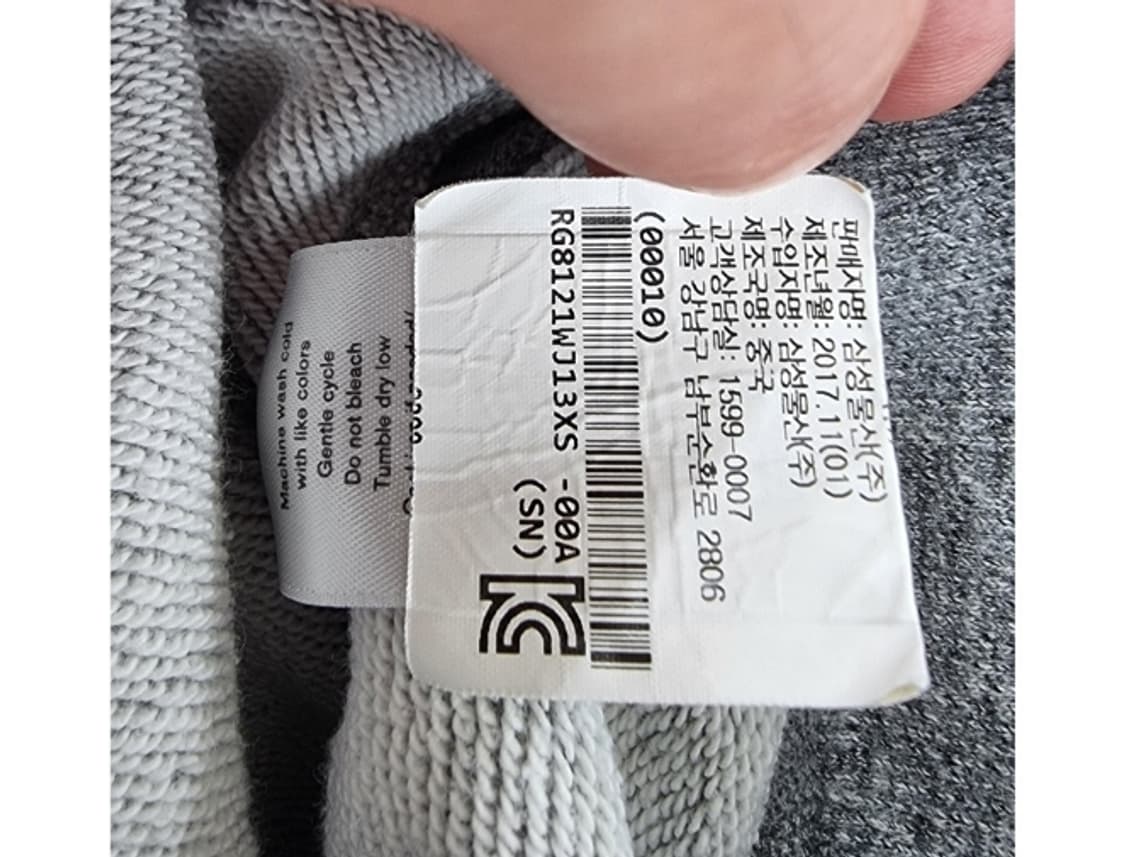 판매자명: 삼성물산(주)
제조년월: 2017.11(01)
수입자명: 삼성물산(주)
제조국명: 중국
고객상담실: 1599-0007
서울 강남구 남부순환로 2806
(00010)
RG8121WJ13XS -00A
(SN)
Machine wash cold
with like colors
Gentle cycle
Do not bleach
Tumble dry low